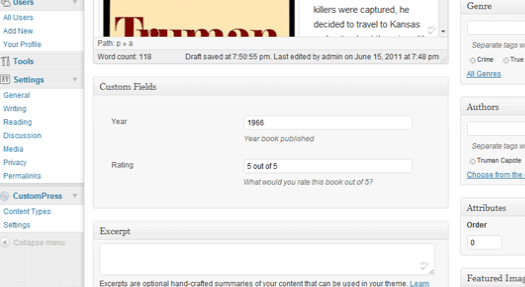 Users
All Users
Add New
Your Profile
Tools
Settings
General
Writing
Reading
Discussion
Media
Privacy
Permalinks
CustomPress
Content Types
Settings
Collapse menu
Truman
killers were captured, he
decided to travel to Kansas
Path: p » a
Word count: 118
Draft saved at 7:50:55 pm. Last edited by admin on June 15, 2011 at 7:48 pm
Custom Fields
Year
1966
Year book published
Rating
5 out of 5
What would you rate this book out of 5?
Excerpt
Excerpts are optional hand-crafted summaries of your content that can be used in your theme. Learn
Genre
Separate tags w
Crime
True
All Genres
Authors
Separate tags w
Truman Capote
Choose from the
Attributes
Order
0
Featured Imag